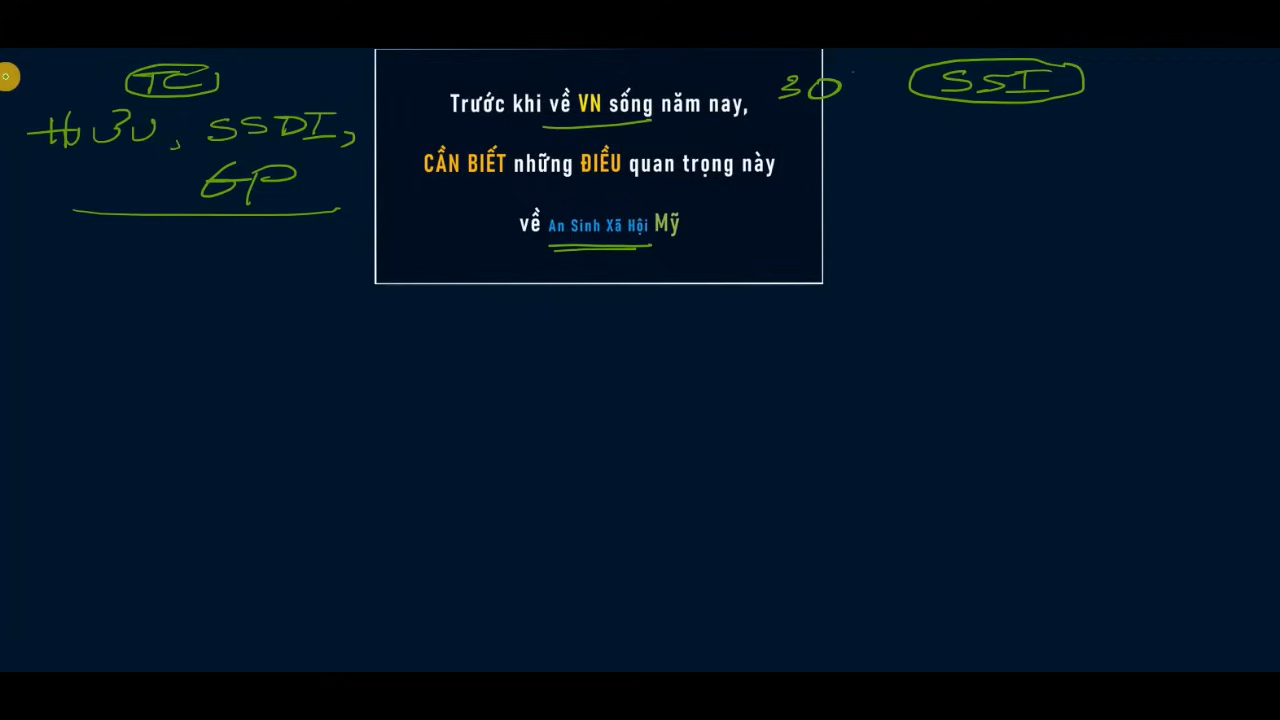 TC
HƯU, SSDI,
GP
Trước khi về VN sống năm nay,
CẦN BIẾT những ĐIỀU quan trọng này
về An Sinh Xã Hội Mỹ
30
SSI